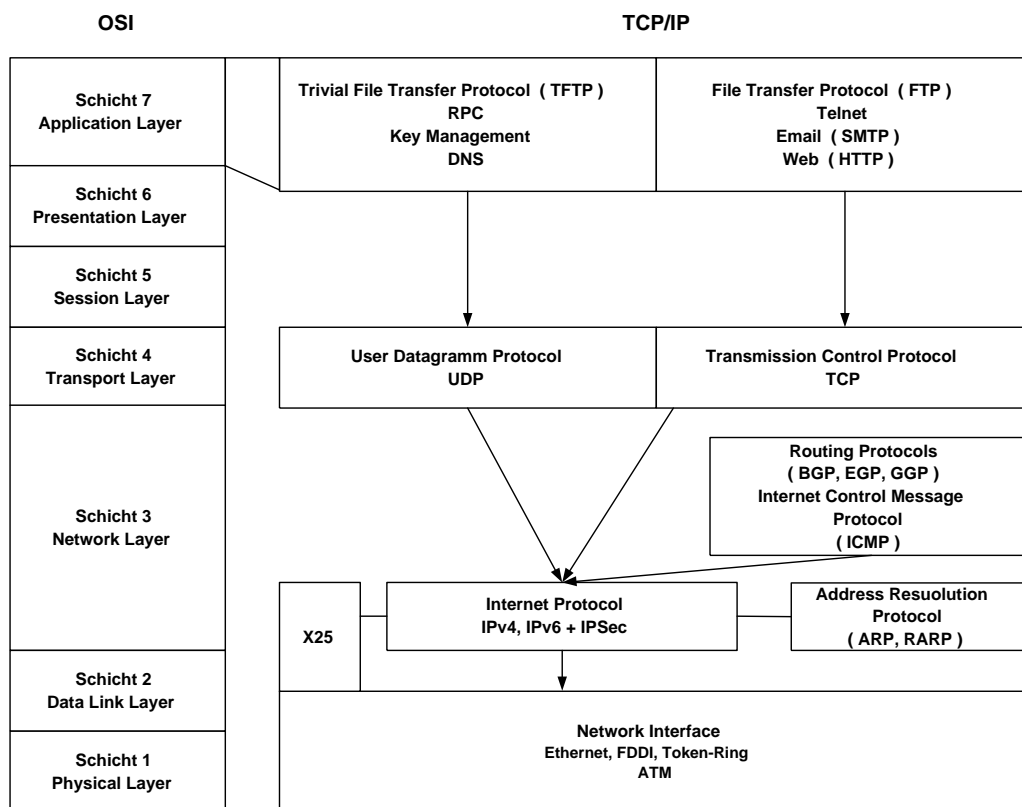 OSI
TCP/IP
Schicht 7
Application Layer
Schicht 6
Presentation Layer
Schicht 5
Session Layer
Schicht 4
Transport Layer
Schicht 3
Network Layer
Schicht 2
Data Link Layer
Schicht 1
Physical Layer
Trivial File Transfer Protocol ( TFTP )
RPC
Key Management
DNS
File Transfer Protocol ( FTP )
Telnet
Email ( SMTP )
Web ( HTTP )
User Datagramm Protocol
UDP
Transmission Control Protocol
TCP
Routing Protocols
( BGP, EGP, GGP )
Internet Control Message
Protocol
( ICMP )
X25
Internet Protocol
IPv4, IPv6 + IPSec
Address Resuolution
Protocol
( ARP, RARP )
Network Interface
Ethernet, FDDI, Token-Ring
ATM